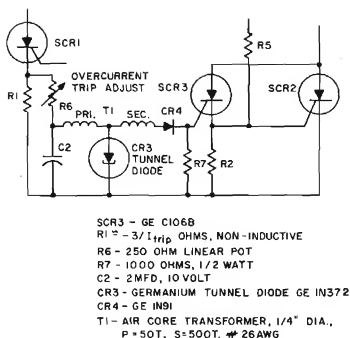 SCR1
OVERCURRENT
TRIP ADJUST
SCR3
R5
SCR2
R1
R6
PRI.
T1
SEC.
CR4
C2
CR3
TUNNEL
DIODE
R7
R2
SCR3 - GE C106B
R1 ≅ -3/Itrip OHMS, NON-INDUCTIVE
R6 - 250 OHM LINEAR POT
R7 - 1000 OHMS, 1/2 WATT
C2 - 2MFD, 10 VOLT
CR3 - GERMANIUM TUNNEL DIODE GE IN372
CR4 - GE IN91
T1 - AIR CORE TRANSFORMER, 1/4" DIA.,
P = 50T. S = 500T. # 26 AWG